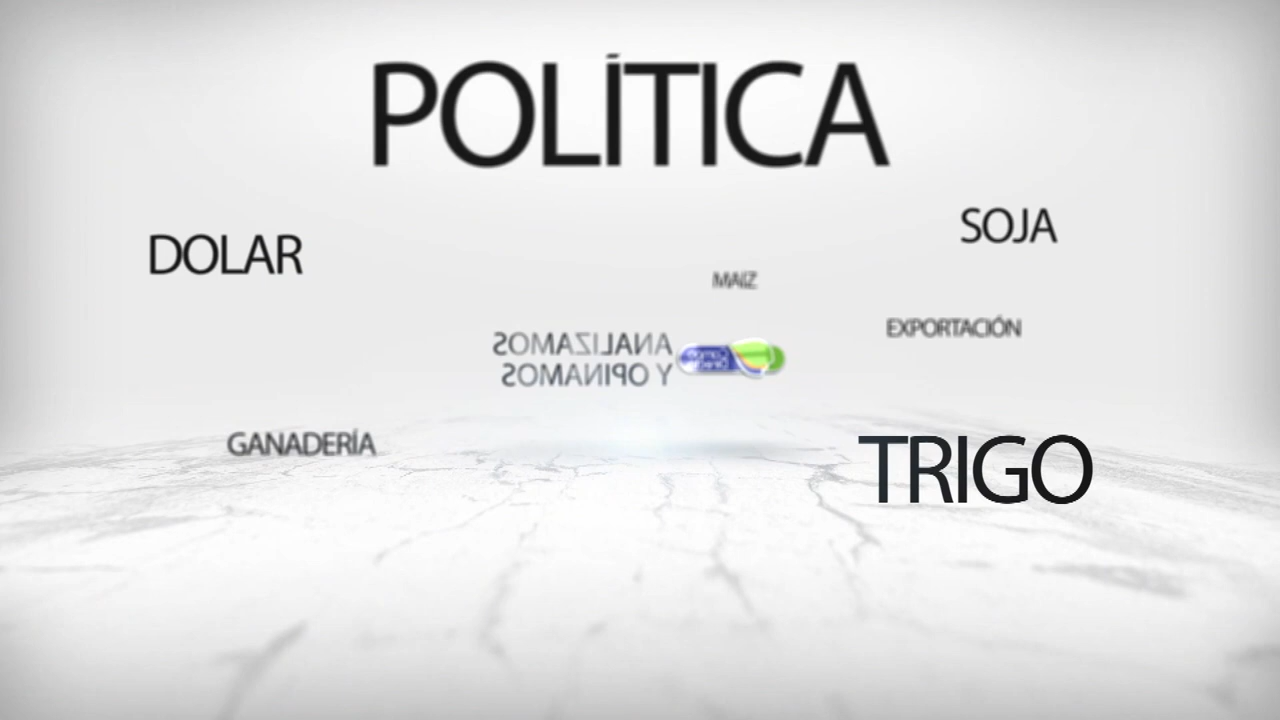 POLÍTICA
SOJA
DOLAR
MAIZ
EXPORTACIÓN
ANALIZAMOS
Y OPINAMOS
GANADERÍA
TRIGO